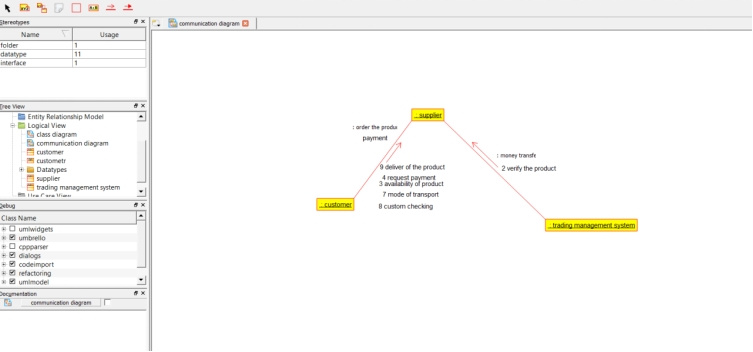 Stereotypes
communication diagram
Name Usage
folder 1
datatype 11
interface 1
Tree View
Entity Relationship Model
Logical View
class diagram
communication diagram
customer
custometr
Datatypes
supplier
trading management system
Use Case View
Debug
Class Name
umlwidgets
umbrello
cppparser
dialogs
codeimport
refactoring
umlmodel
Documentation
communication diagram
: supplier
: order the produ
payment
: money transfe
9 deliver of the product
2 verify the product
4 request payment
3 availability of product
7 mode of transport
8 custom checking
: customer
: trading management system